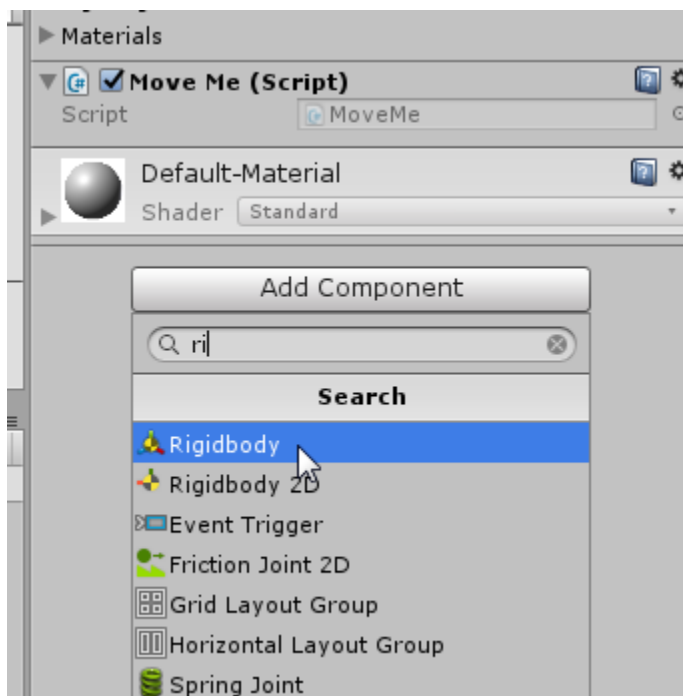 Materials
Move Me (Script)
Script MoveMe
Default-Material
Shader Standard
Add Component
ri
Search
Rigidbody
Rigidbody 2D
Event Trigger
Friction Joint 2D
Grid Layout Group
Horizontal Layout Group
Spring Joint